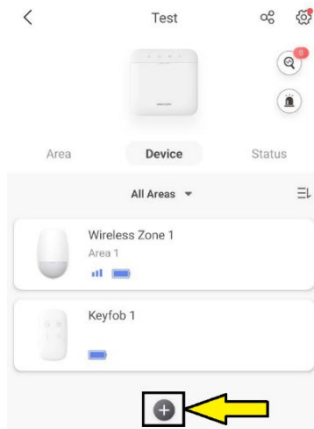 Test
Area
Device
Status
All Areas
Wireless Zone 1
Area 1
Keyfob 1